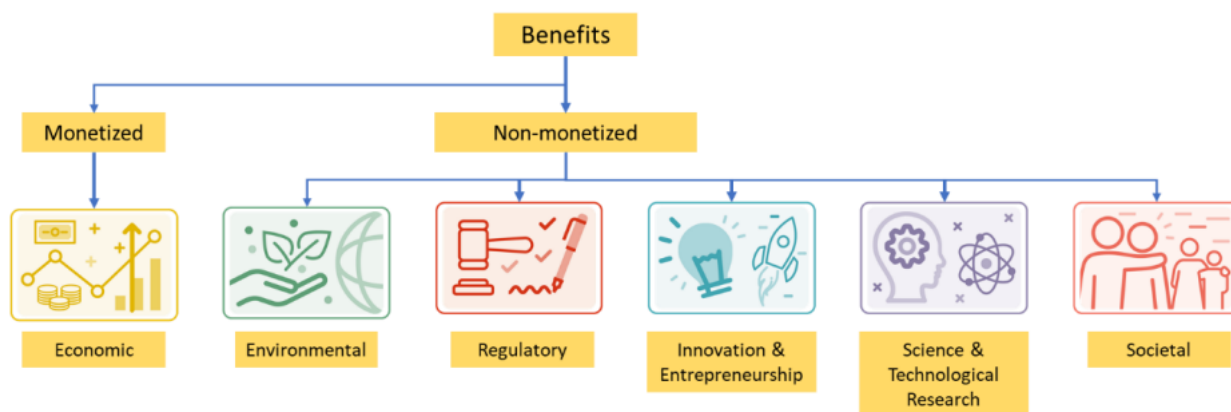 Benefits
Monetized
Non-monetized
Economic
Environmental
Regulatory
Innovation &
Entrepreneurship
Science &
Technological
Research
Societal